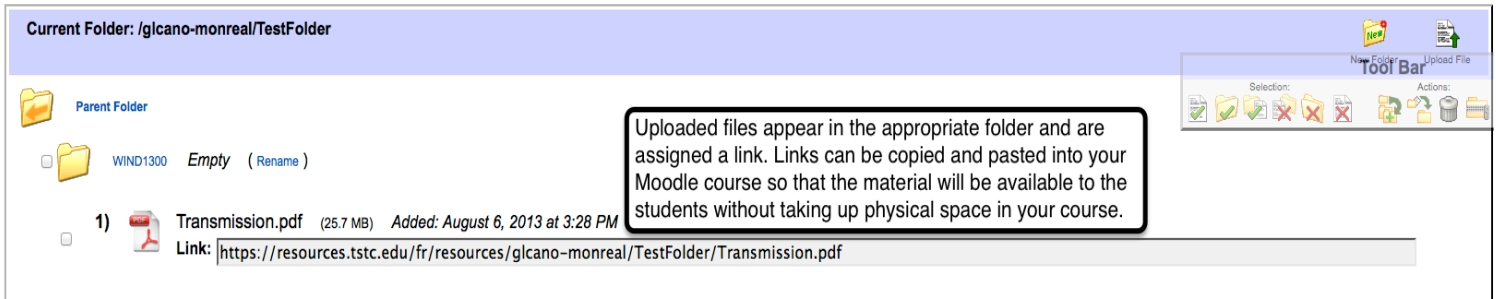 Current Folder: /glcano-monreal/TestFolder
New
New Folder Upload File
Tool Bar
Selection: Actions:
Parent Folder
WIND1300 Empty ( Rename )
Uploaded files appear in the appropriate folder and are
assigned a link. Links can be copied and pasted into your
Moodle course so that the material will be available to the
students without taking up physical space in your course.
1) PDF Transmission.pdf (25.7 MB) Added: August 6, 2013 at 3:28 PM
Link: https://resources.tstc.edu/fr/resources/glcano-monreal/TestFolder/Transmission.pdf